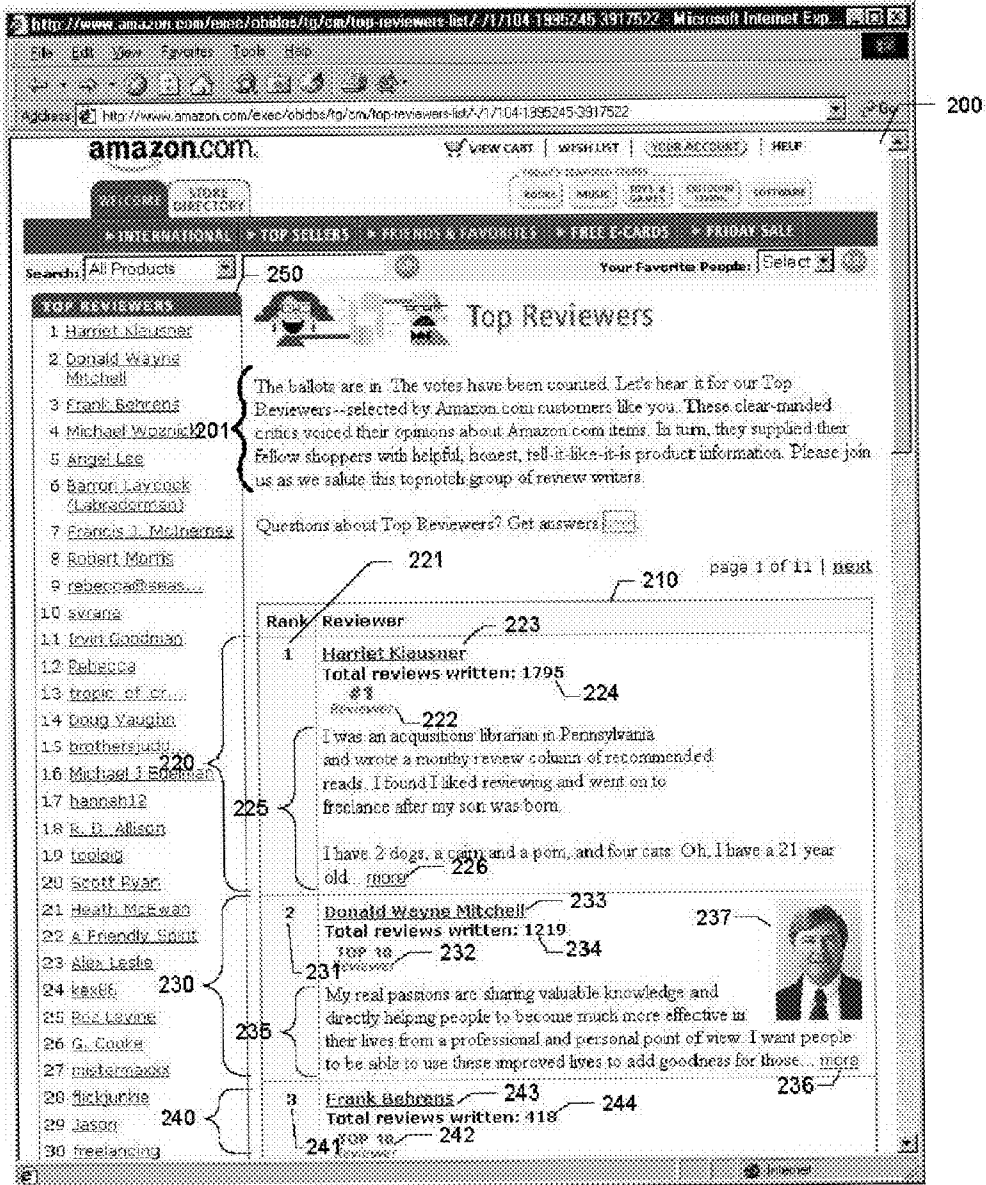 http://www.amazon.com/exec/obidos/tg/cm/top-reviewers-list/-/1/104-1995245-3917522 - Microsoft Internet Exp...
File Edit View Favorites Tools Help
Address http://www.amazon.com/exec/obidos/tg/cm/top-reviewers-list/-/1/104-1995245-3917522 Go
200
amazon.com.
VIEW CART | WISH LIST | YOUR ACCOUNT | HELP
WELCOME STORE DIRECTORY
BOOKS MUSIC TOYS & GAMES OUTDOOR LIVING SOFTWARE
INTERNATIONAL TOP SELLERS FRIENDS & FAVORITES FREE E-CARDS FRIDAY SALE
Search: All Products
Your Favorite People: Select
250
TOP REVIEWERS
1 Harriet Klausner
2 Donald Wayne
Mitchell
3 Frank Behrens
4 Michael Woznicki
5 Angel Lee
6 Barron Laycock
(Labradorman)
7 Francis J. McInerney
8 Robert Morris
9 rebecca@seas....
10 syrana
11 Irvin Goodman
12 Rebecca
13 tropic_of_cr....
14 Doug Vaughn
15 brothersjudd....
16 Michael J Edelman
17 hannah12
18 R. D. Allison
19 toolpig
20 Scott Ryan
21 Heath McEwan
22 A Friendly Spirit
23 Alex Leslie
24 kex86
25 Roz Levine
26 G. Cooke
27 mistermaxxx
28 flickjunkie
29 Jason
30 freelancing
Top Reviewers
201
The ballots are in. The votes have been counted. Let's hear it for our Top
Reviewers--selected by Amazon.com customers like you. These clear-minded
critics voiced their opinions about Amazon.com items. In turn, they supplied their
fellow shoppers with helpful, honest, tell-it-like-it-is product information. Please join
us as we salute this topnotch group of review writers.
Questions about Top Reviewers? Get answers
page 1 of 11 | next
221
210
Rank Reviewer
223
220
1 Harriet Klausner
Total reviews written: 1795
224
#1
Reviewer
222
225
I was an acquisitions librarian in Pennsylvania
and wrote a monthy review column of recommended
reads. I found I liked reviewing and went on to
freelance after my son was born.
I have 2 dogs, a cairn and a pom, and four cats. Oh, I have a 21 year
old... more
226
230
2 Donald Wayne Mitchell
233
237
Total reviews written: 1219
234
TOP 10
REVIEWER
232
231
235
My real passions are sharing valuable knowledge and
directly helping people to become much more effective in
their lives from a professional and personal point of view. I want people
to be able to use these improved lives to add goodness for those... more
236
240
3 Frank Behrens
243
Total reviews written: 418
244
TOP 10
REVIEWER
242
241
Internet